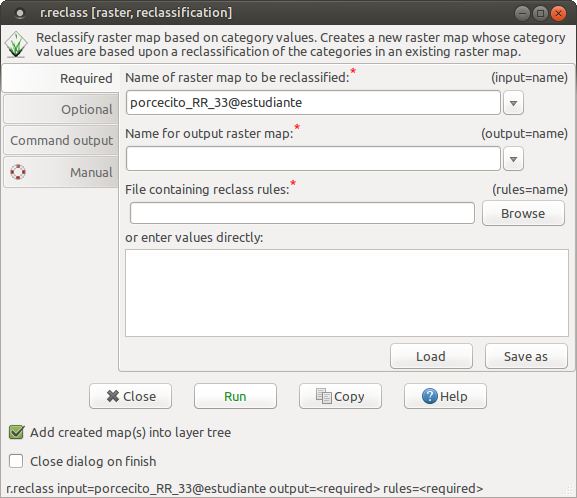 r.reclass [raster, reclassification]
Reclassify raster map based on category values. Creates a new raster map whose category
values are based upon a reclassification of the categories in an existing raster map.
Required
Optional
Command output
Manual
Name of raster map to be reclassified:* (input=name)
porcecito_RR_33@estudiante
Name for output raster map:* (output=name)
File containing reclass rules:* (rules=name)
Browse
or enter values directly:
Load Save as
Close Run Copy Help
Add created map(s) into layer tree
Close dialog on finish
r.reclass input=porcecito_RR_33@estudiante output=<required> rules=<required>